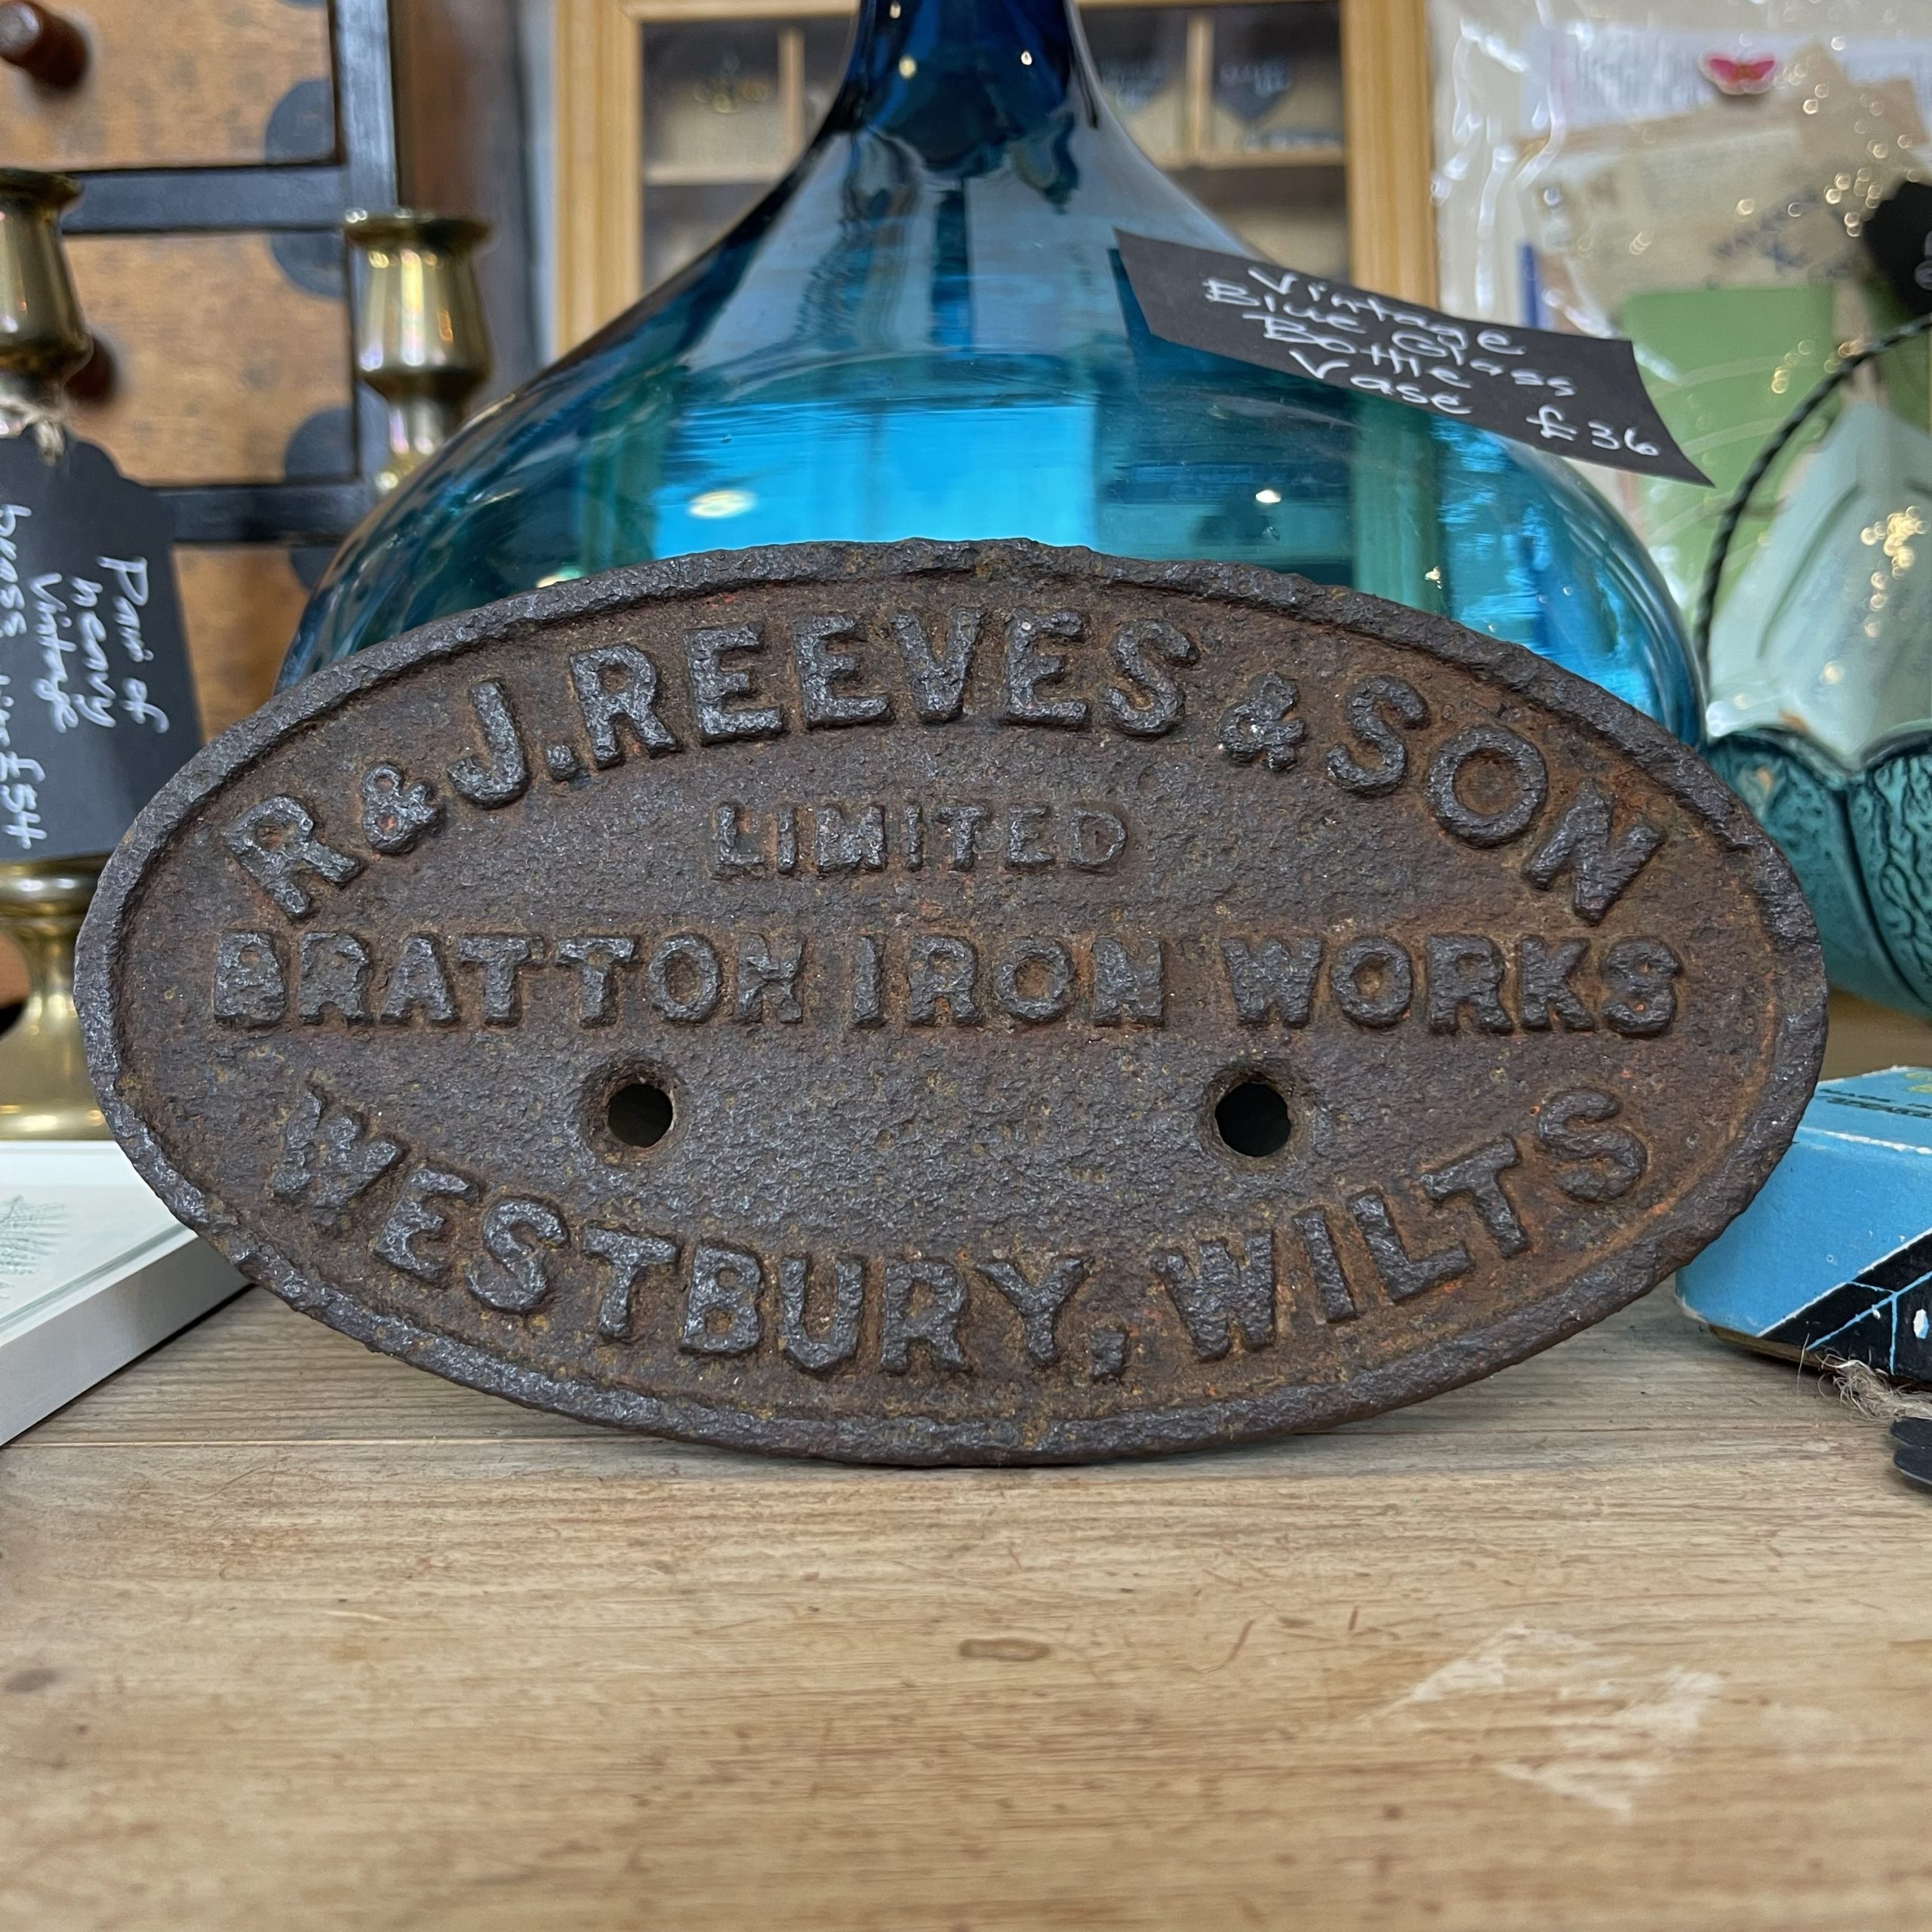 Vintage
Blue Glass
Bottle
Vase £36
Pair of
heavy
Vintage
brass
£54
R & J. REEVES & SON
LIMITED
BRATTON IRON WORKS
WESTBURY, WILTS